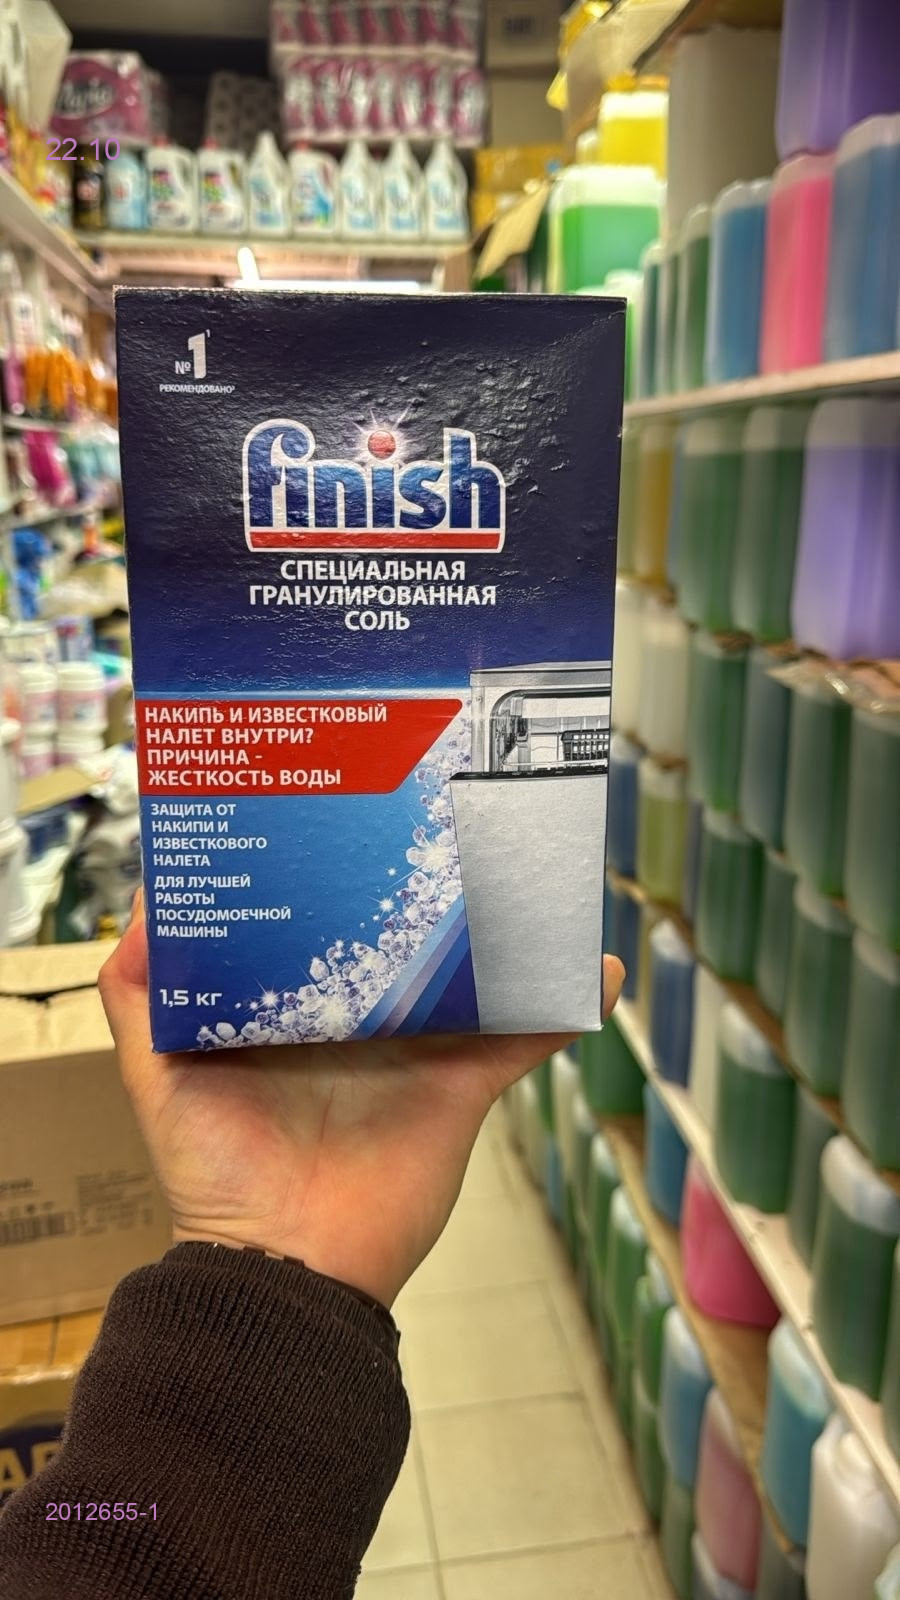 22.10
№1
РЕКОМЕНДОВАНО
finish
СПЕЦИАЛЬНАЯ
ГРАНУЛИРОВАННАЯ
СОЛЬ
НАКИПЬ И ИЗВЕСТКОВЫЙ
НАЛЕТ ВНУТРИ?
ПРИЧИНА -
ЖЕСТКОСТЬ ВОДЫ
ЗАЩИТА ОТ
НАКИПИ И
ИЗВЕСТКОВОГО
НАЛЕТА
ДЛЯ ЛУЧШЕЙ
РАБОТЫ
ПОСУДОМОЕЧНОЙ
МАШИНЫ
1,5 кг
2012655-1